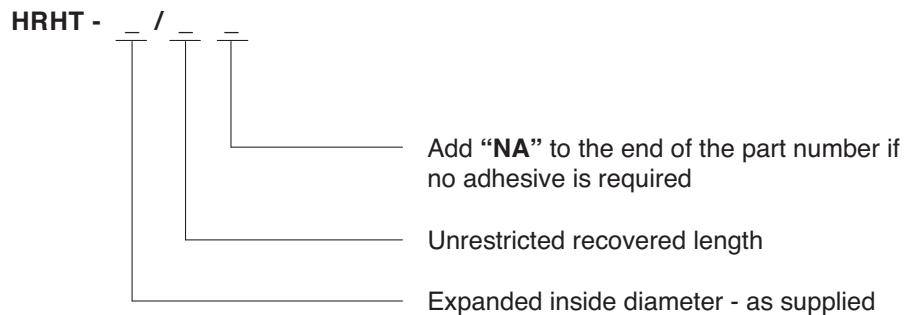 HRHT - _ / _ _
Add “NA” to the end of the part number if
no adhesive is required
Unrestricted recovered length
Expanded inside diameter - as supplied